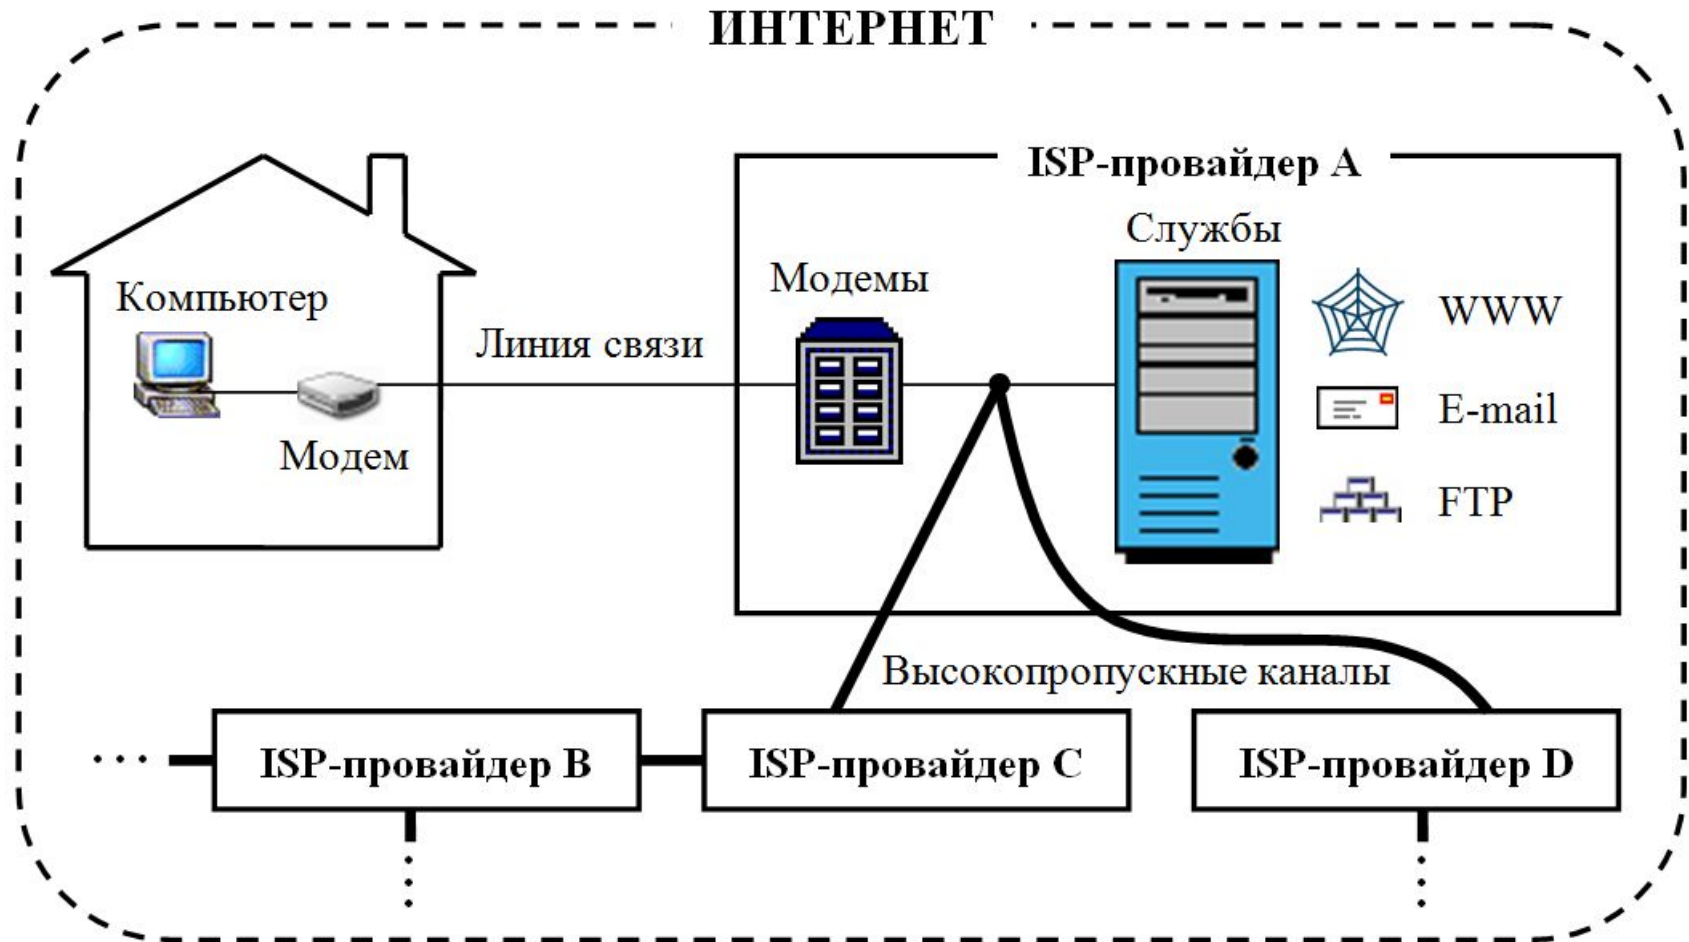 ИНТЕРНЕТ
ISP-провайдер A
Службы
Модемы
Компьютер
WWW
Линия связи
E-mail
Модем
FTP
Высокопропускные каналы
ISP-провайдер B
ISP-провайдер C
ISP-провайдер D